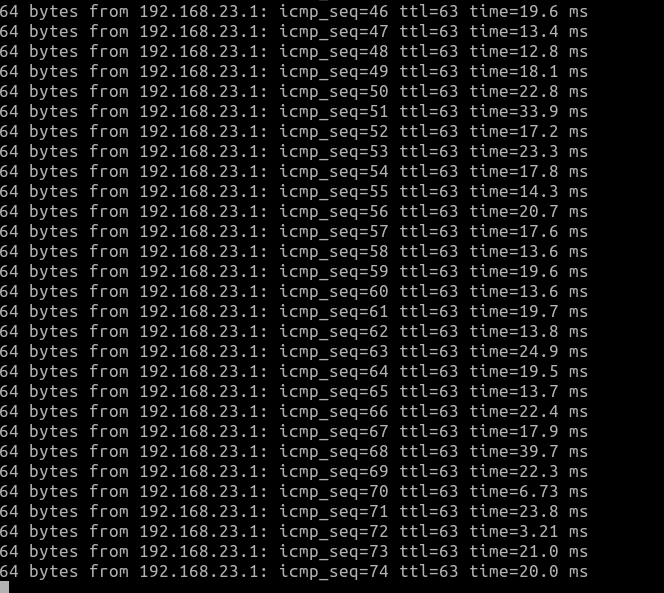 64 bytes from 192.168.23.1: icmp_seq=46 ttl=63 time=19.6 ms
64 bytes from 192.168.23.1: icmp_seq=47 ttl=63 time=13.4 ms
64 bytes from 192.168.23.1: icmp_seq=48 ttl=63 time=12.8 ms
64 bytes from 192.168.23.1: icmp_seq=49 ttl=63 time=18.1 ms
64 bytes from 192.168.23.1: icmp_seq=50 ttl=63 time=22.8 ms
64 bytes from 192.168.23.1: icmp_seq=51 ttl=63 time=33.9 ms
64 bytes from 192.168.23.1: icmp_seq=52 ttl=63 time=17.2 ms
64 bytes from 192.168.23.1: icmp_seq=53 ttl=63 time=23.3 ms
64 bytes from 192.168.23.1: icmp_seq=54 ttl=63 time=17.8 ms
64 bytes from 192.168.23.1: icmp_seq=55 ttl=63 time=14.3 ms
64 bytes from 192.168.23.1: icmp_seq=56 ttl=63 time=20.7 ms
64 bytes from 192.168.23.1: icmp_seq=57 ttl=63 time=17.6 ms
64 bytes from 192.168.23.1: icmp_seq=58 ttl=63 time=13.6 ms
64 bytes from 192.168.23.1: icmp_seq=59 ttl=63 time=19.6 ms
64 bytes from 192.168.23.1: icmp_seq=60 ttl=63 time=13.6 ms
64 bytes from 192.168.23.1: icmp_seq=61 ttl=63 time=19.7 ms
64 bytes from 192.168.23.1: icmp_seq=62 ttl=63 time=13.8 ms
64 bytes from 192.168.23.1: icmp_seq=63 ttl=63 time=24.9 ms
64 bytes from 192.168.23.1: icmp_seq=64 ttl=63 time=19.5 ms
64 bytes from 192.168.23.1: icmp_seq=65 ttl=63 time=13.7 ms
64 bytes from 192.168.23.1: icmp_seq=66 ttl=63 time=22.4 ms
64 bytes from 192.168.23.1: icmp_seq=67 ttl=63 time=17.9 ms
64 bytes from 192.168.23.1: icmp_seq=68 ttl=63 time=39.7 ms
64 bytes from 192.168.23.1: icmp_seq=69 ttl=63 time=22.3 ms
64 bytes from 192.168.23.1: icmp_seq=70 ttl=63 time=6.73 ms
64 bytes from 192.168.23.1: icmp_seq=71 ttl=63 time=23.8 ms
64 bytes from 192.168.23.1: icmp_seq=72 ttl=63 time=3.21 ms
64 bytes from 192.168.23.1: icmp_seq=73 ttl=63 time=21.0 ms
64 bytes from 192.168.23.1: icmp_seq=74 ttl=63 time=20.0 ms